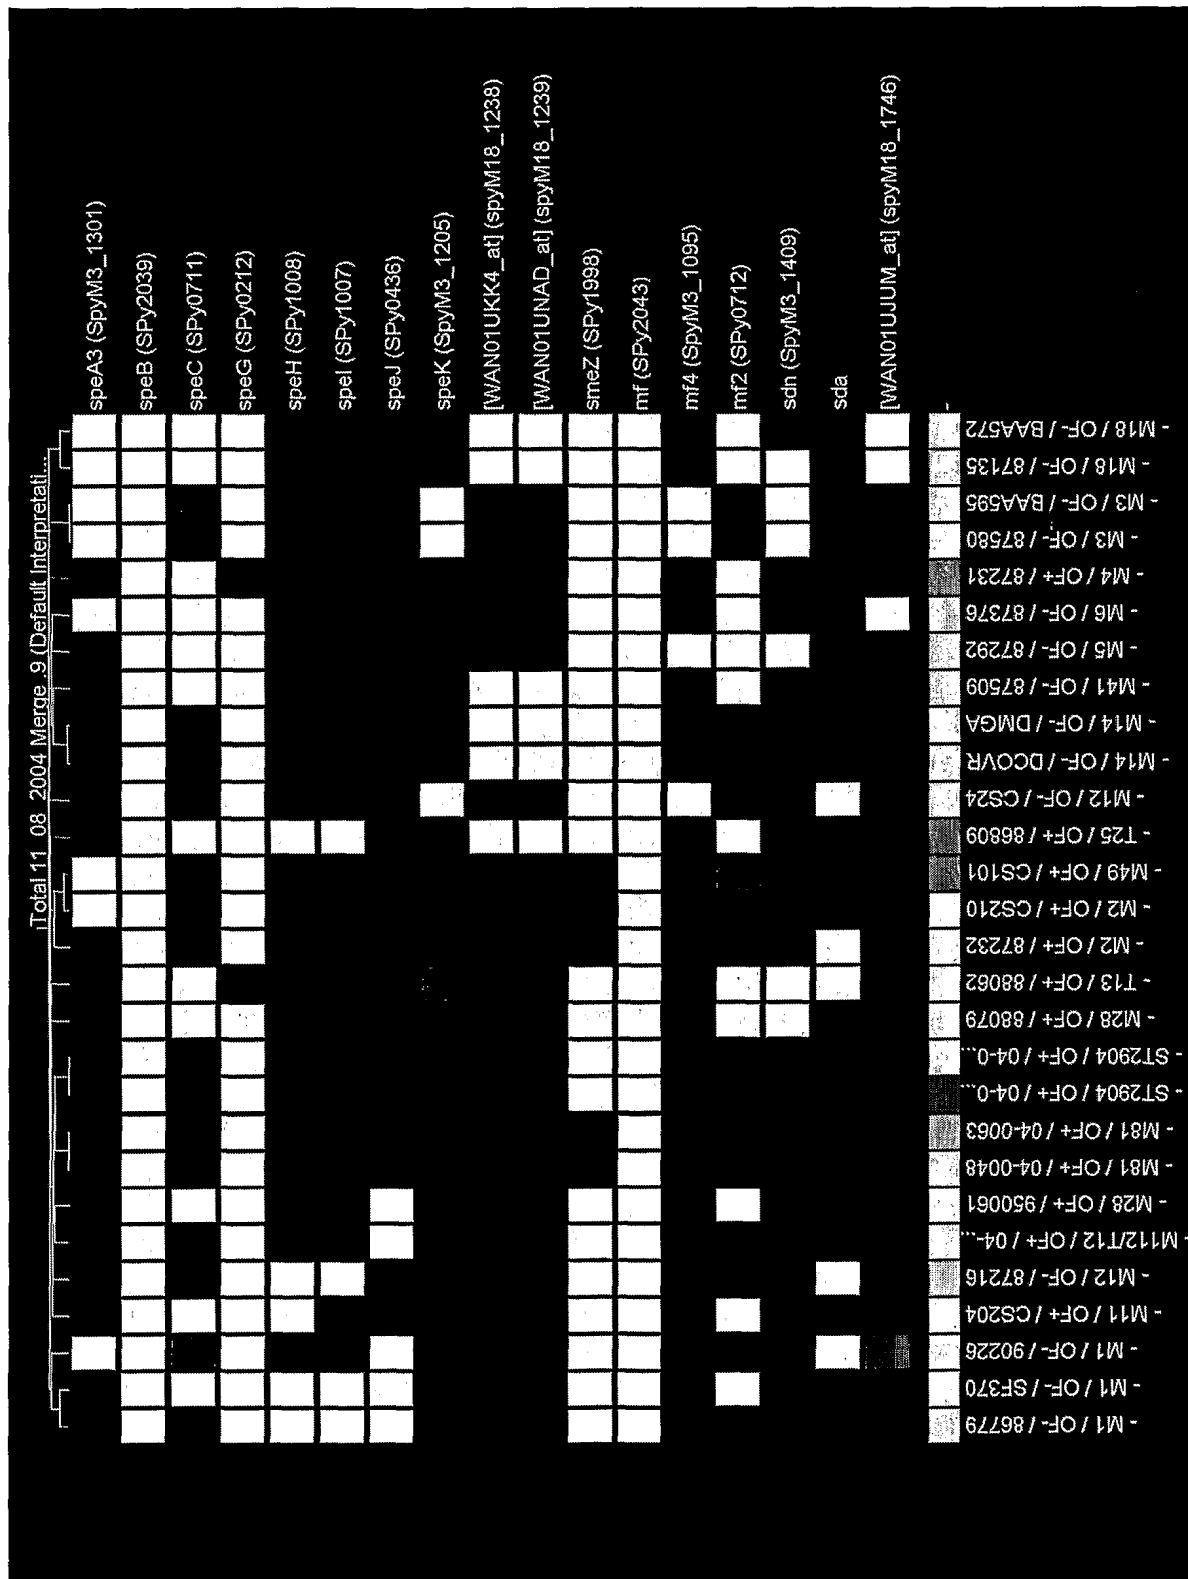 Total 11_08_2004 Merge .9 (Default Interpretati...
speA3 (SpyM3_1301)
speB (SPy2039)
speC (SPy0711)
speG (SPy0212)
speH (SPy1008)
speI (SPy1007)
speJ (SPy0436)
speK (SpyM3_1205)
[WAN01UKK4_at] (spyM18_1238)
[WAN01UNAD_at] (spyM18_1239)
smeZ (SPy1998)
mf (SPy2043)
mf4 (SpyM3_1095)
mf2 (SPy0712)
sdn (SpyM3_1409)
sda
[WAN01UJUM_at] (spyM18_1746)
-
- M18 / OF- / BAA572
- M18 / OF- / 87135
- M3 / OF- / BAA595
- M3 / OF- / 87580
- M4 / OF+ / 87231
- M6 / OF- / 87376
- M5 / OF- / 87292
- M41 / OF- / 87509
- M14 / OF- / DMGA
- M14 / OF- / DCOVR
- M12 / OF- / CS24
- T25 / OF+ / 86809
- M49 / OF+ / CS101
- M2 / OF+ / CS210
- M2 / OF+ / 87232
- T13 / OF+ / 88062
- M28 / OF+ / 88079
- ST2904 / OF+ / 04-0...
- ST2904 / OF+ / 04-0...
- M81 / OF+ / 04-0063
- M81 / OF+ / 04-0048
- M28 / OF+ / 950061
- M112/T12 / OF+ / 04-...
- M12 / OF- / 87216
- M11 / OF+ / CS204
- M1 / OF- / 90226
- M1 / OF- / SF370
- M1 / OF- / 86779